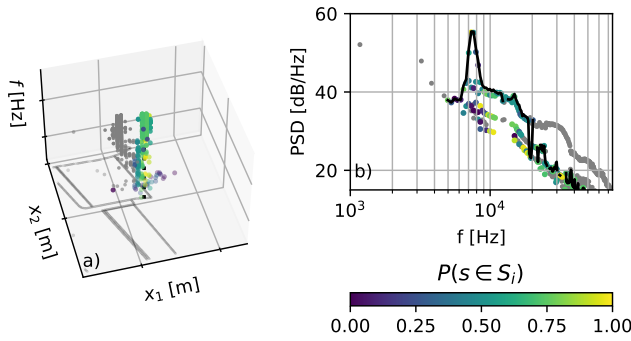 f [Hz]
x₂ [m]
x₁ [m]
a)
60
40
20
PSD [dB/Hz]
b)
10³
10⁴
f [Hz]
P(s ∈ Sᵢ)
0.00 0.25 0.50 0.75 1.00